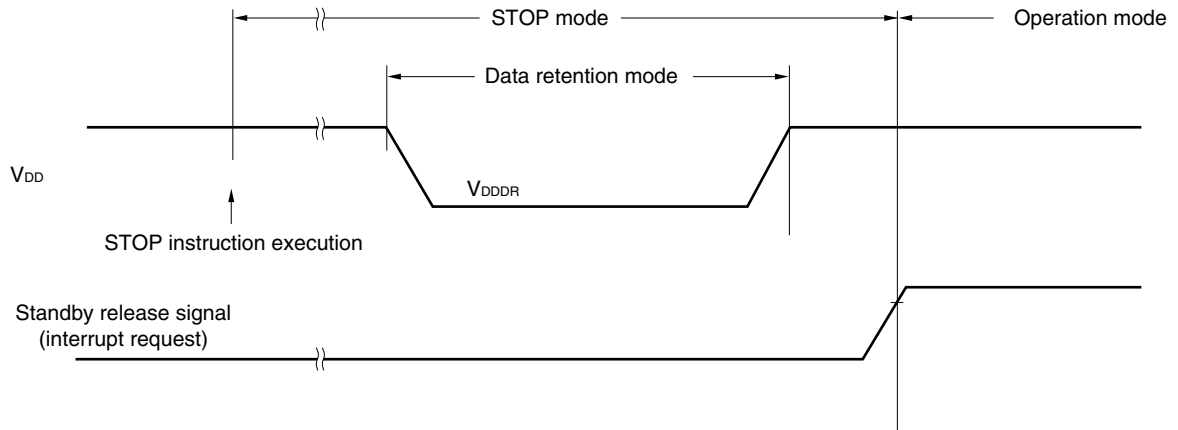 STOP mode
Operation mode
Data retention mode
VDD
VDDDR
STOP instruction execution
Standby release signal
(interrupt request)